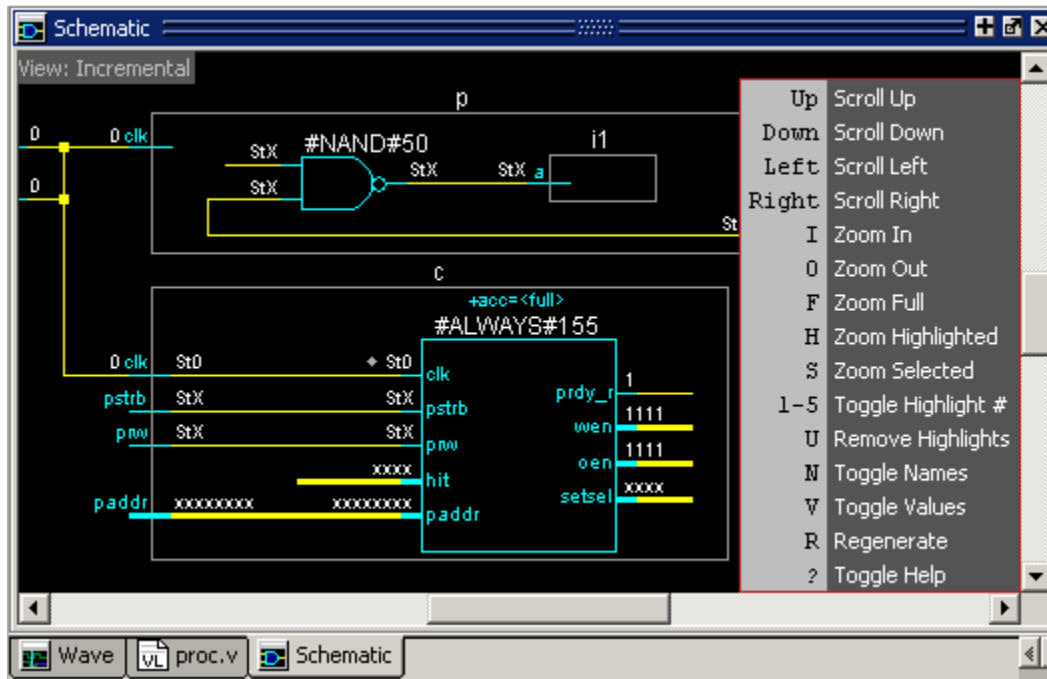 Schematic
View: Incremental
p
0
0 clk
StX
#NAND#50
StX
StX a
i1
0
StX
St
c
+acc=<full>
#ALWAYS#155
0 clk
St0
St0
clk
pstrb
StX
StX
pstrb
prw
StX
StX
prw
xxxx
hit
paddr
xxxxxxxx
xxxxxxxx
paddr
prdy_r
1
wen
1111
oen
1111
setsel
xxxx
Up Scroll Up
Down Scroll Down
Left Scroll Left
Right Scroll Right
I Zoom In
O Zoom Out
F Zoom Full
H Zoom Highlighted
S Zoom Selected
1-5 Toggle Highlight #
U Remove Highlights
N Toggle Names
V Toggle Values
R Regenerate
? Toggle Help
Wave
VL proc.v
Schematic